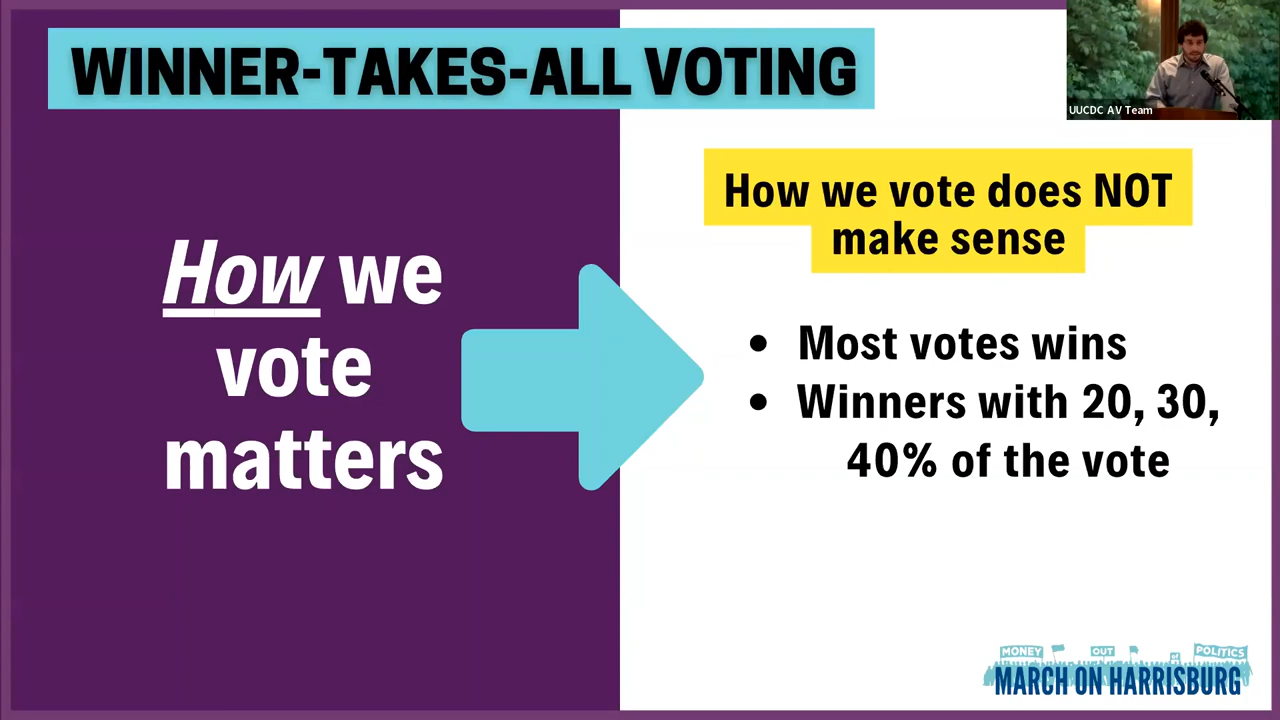 WINNER-TAKES-ALL VOTING
UUCDC AV Team
How we
vote
matters
How we vote does NOT
make sense
• Most votes wins
• Winners with 20, 30,
40% of the vote
MONEY OUT of POLITICS
MARCH ON HARRISBURG